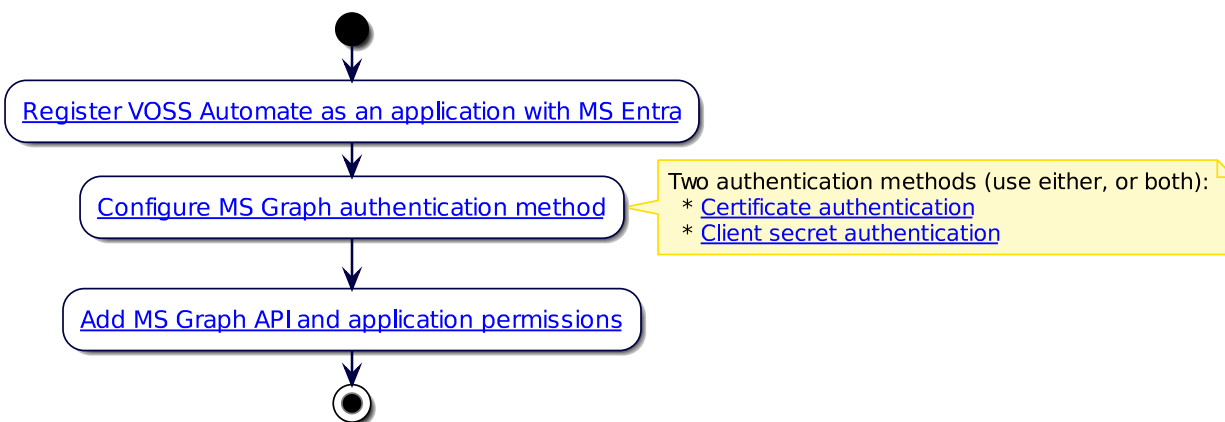 Register VOSS Automate as an application with MS Entra
Configure MS Graph authentication method
Two authentication methods (use either, or both):
* Certificate authentication
* Client secret authentication
Add MS Graph API and application permissions